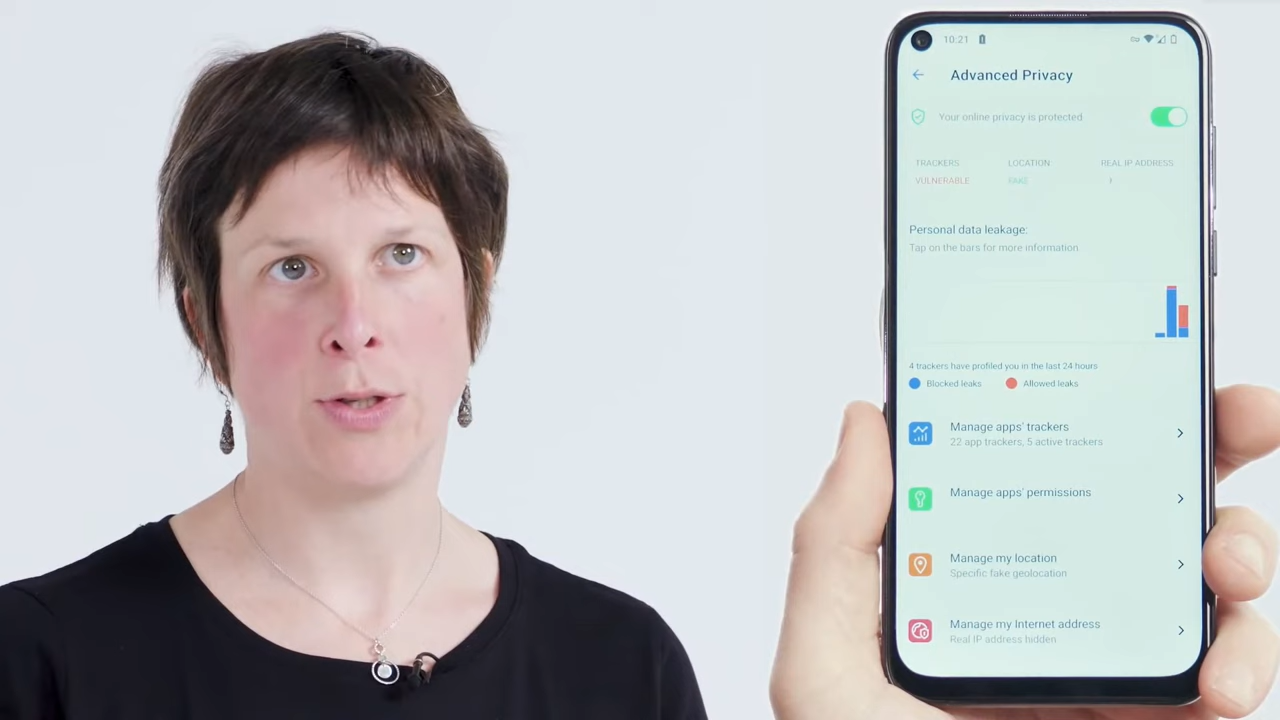 10:21
Advanced Privacy
Your online privacy is protected
TRACKERS LOCATION REAL IP ADDRESS
VULNERABLE FAKE
Personal data leakage:
Tap on the bars for more information
4 trackers have profiled you in the last 24 hours
Blocked leaks Allowed leaks
Manage apps' trackers
22 app trackers, 5 active trackers
Manage apps' permissions
Manage my location
Specific fake geolocation
Manage my Internet address
Real IP address hidden